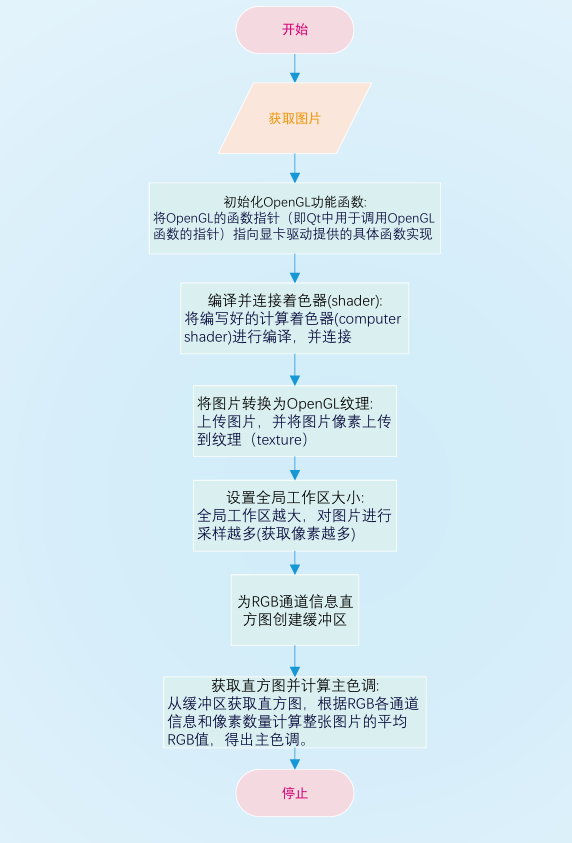 开始
获取图片
初始化OpenGL功能函数:
将OpenGL的函数指针（即Qt中用于调用OpenGL
函数的指针）指向显卡驱动提供的具体函数实现
编译并连接着色器(shader):
将编写好的计算着色器(computer
shader)进行编译，并连接
将图片转换为OpenGL纹理:
上传图片，并将图片像素上传
到纹理（texture）
设置全局工作区大小:
全局工作区越大，对图片进行
采样越多(获取像素越多)
为RGB通道信息直
方图创建缓冲区
获取直方图并计算主色调:
从缓冲区获取直方图，根据RGB各通道
信息和像素数量计算整张图片的平均
RGB值，得出主色调。
停止